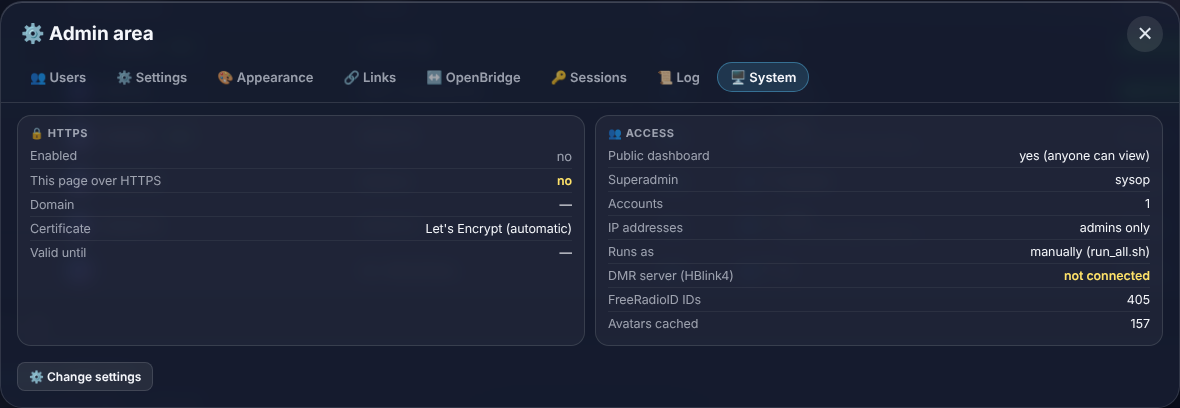 ⚙️ Admin area
✕
👥 Users ⚙️ Settings 🎨 Appearance 🔗 Links ↔️ OpenBridge 🔑 Sessions 📜 Log 🖥️ System
🔒 HTTPS
Enabled no
This page over HTTPS no
Domain —
Certificate Let's Encrypt (automatic)
Valid until —
👥 ACCESS
Public dashboard yes (anyone can view)
Superadmin sysop
Accounts 1
IP addresses admins only
Runs as manually (run_all.sh)
DMR server (HBlink4) not connected
FreeRadioID IDs 405
Avatars cached 157
⚙️ Change settings